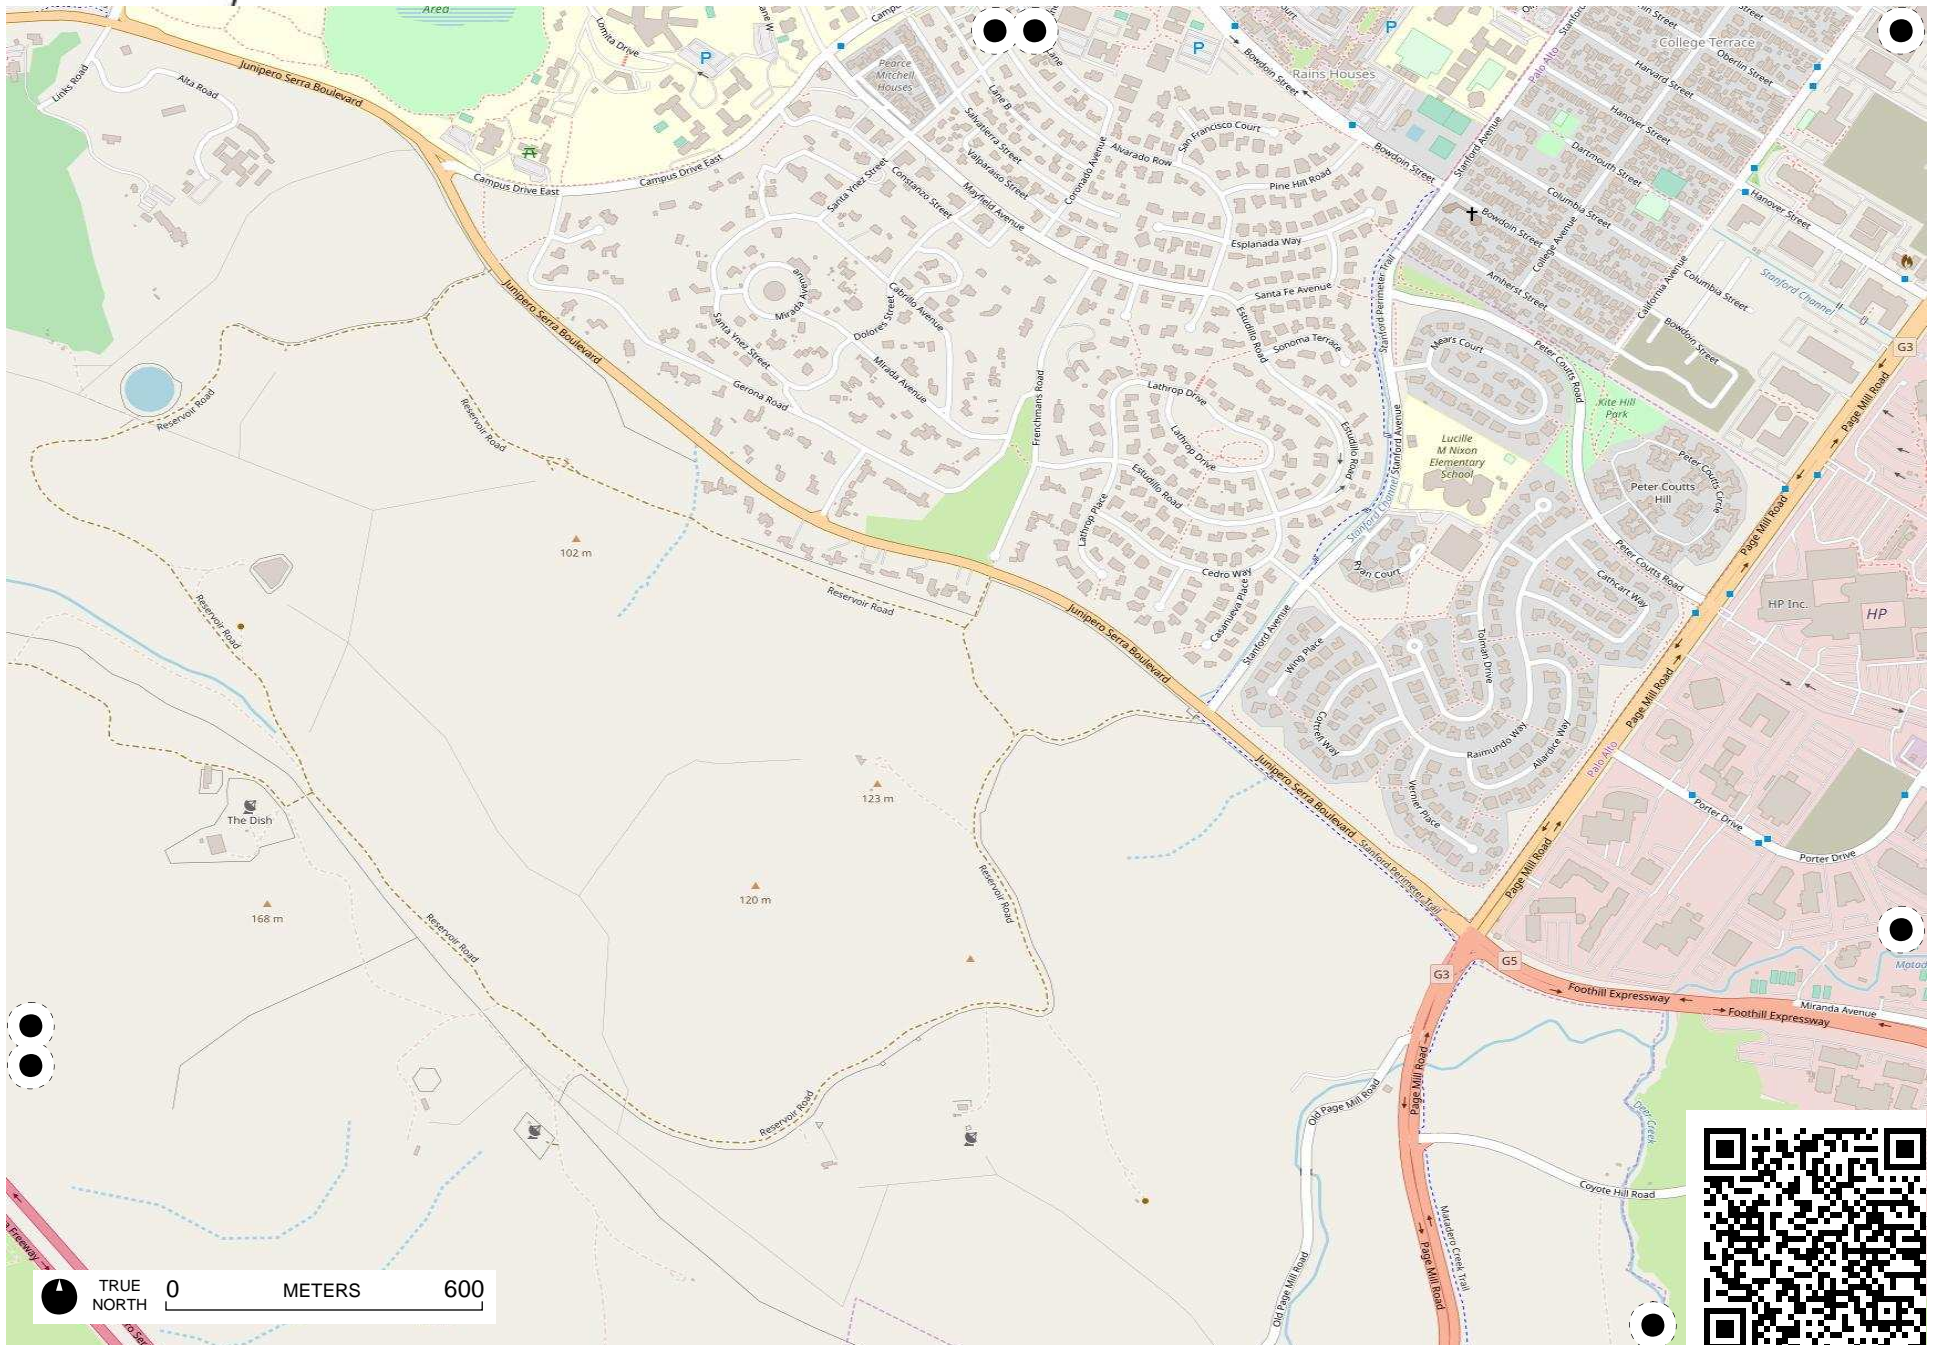 Area
Lomita Drive
P
P
P
Stanford
Palo Alto
College Terrace
Oberlin Street
Harvard Street
Hanover Street
Dartmouth Street
Columbia Street
Links Road
Alta Road
Junipero Serra Boulevard
Pearce
Mitchell
Houses
Lane B
Salvatierra Street
Valparaiso Street
Mayfield Avenue
Coronado Avenue
Alvarado Row
San Francisco Court
Pine Hill Road
Rains Houses
Bowdoin Street
Bowdoin Street
Stanford Avenue
Bowdoin Street
College Avenue
Amherst Street
California Avenue
Columbia Street
Bowdoin Street
Hanover Street
Stanford Channel
G3
Campus Drive East
Campus Drive East
Santa Ynez Street
Constanzo Street
Esplanada Way
Santa Fe Avenue
Stanford Perimeter Trail
Junipero Serra Boulevard
Mirada Avenue
Cabrillo Avenue
Dolores Street
Santa Ynez Street
Mirada Avenue
Gerona Road
Frenchmans Road
Estudillo Road
Sonoma Terrace
Lathrop Drive
Lathrop Drive
Estudillo Road
Estudillo Road
Lathrop Place
Cedro Way
Casanueva Place
Stanford Avenue
Stanford Channel
Stanford Avenue
Mears Court
Peter Coutts Road
Kite Hill
Park
Lucille
M Nixon
Elementary
School
Peter Coutts
Hill
Peter Coutts Circle
Peter Coutts Road
Ryan Court
Cathcart Way
Tolman Drive
Wing Place
Cottrell Way
Raimundo Way
Allardice Way
Vernier Place
Page Mill Road
Page Mill Road
Page Mill Road
Page Mill Road
Palo Alto
HP Inc.
HP
Porter Drive
Porter Drive
Reservoir Road
Reservoir Road
102 m
Reservoir Road
Reservoir Road
Junipero Serra Boulevard
Junipero Serra Boulevard
Stanford Perimeter Trail
The Dish
123 m
120 m
168 m
Reservoir Road
Reservoir Road
Reservoir Road
G3
G5
Foothill Expressway
Foothill Expressway
Miranda Avenue
Page Mill Road
Old Page Mill Road
Deer Creek
Coyote Hill Road
Matadero Creek Trail
Page Mill Road
Old Page Mill Road
Freeway
TRUE
NORTH
0 METERS 600